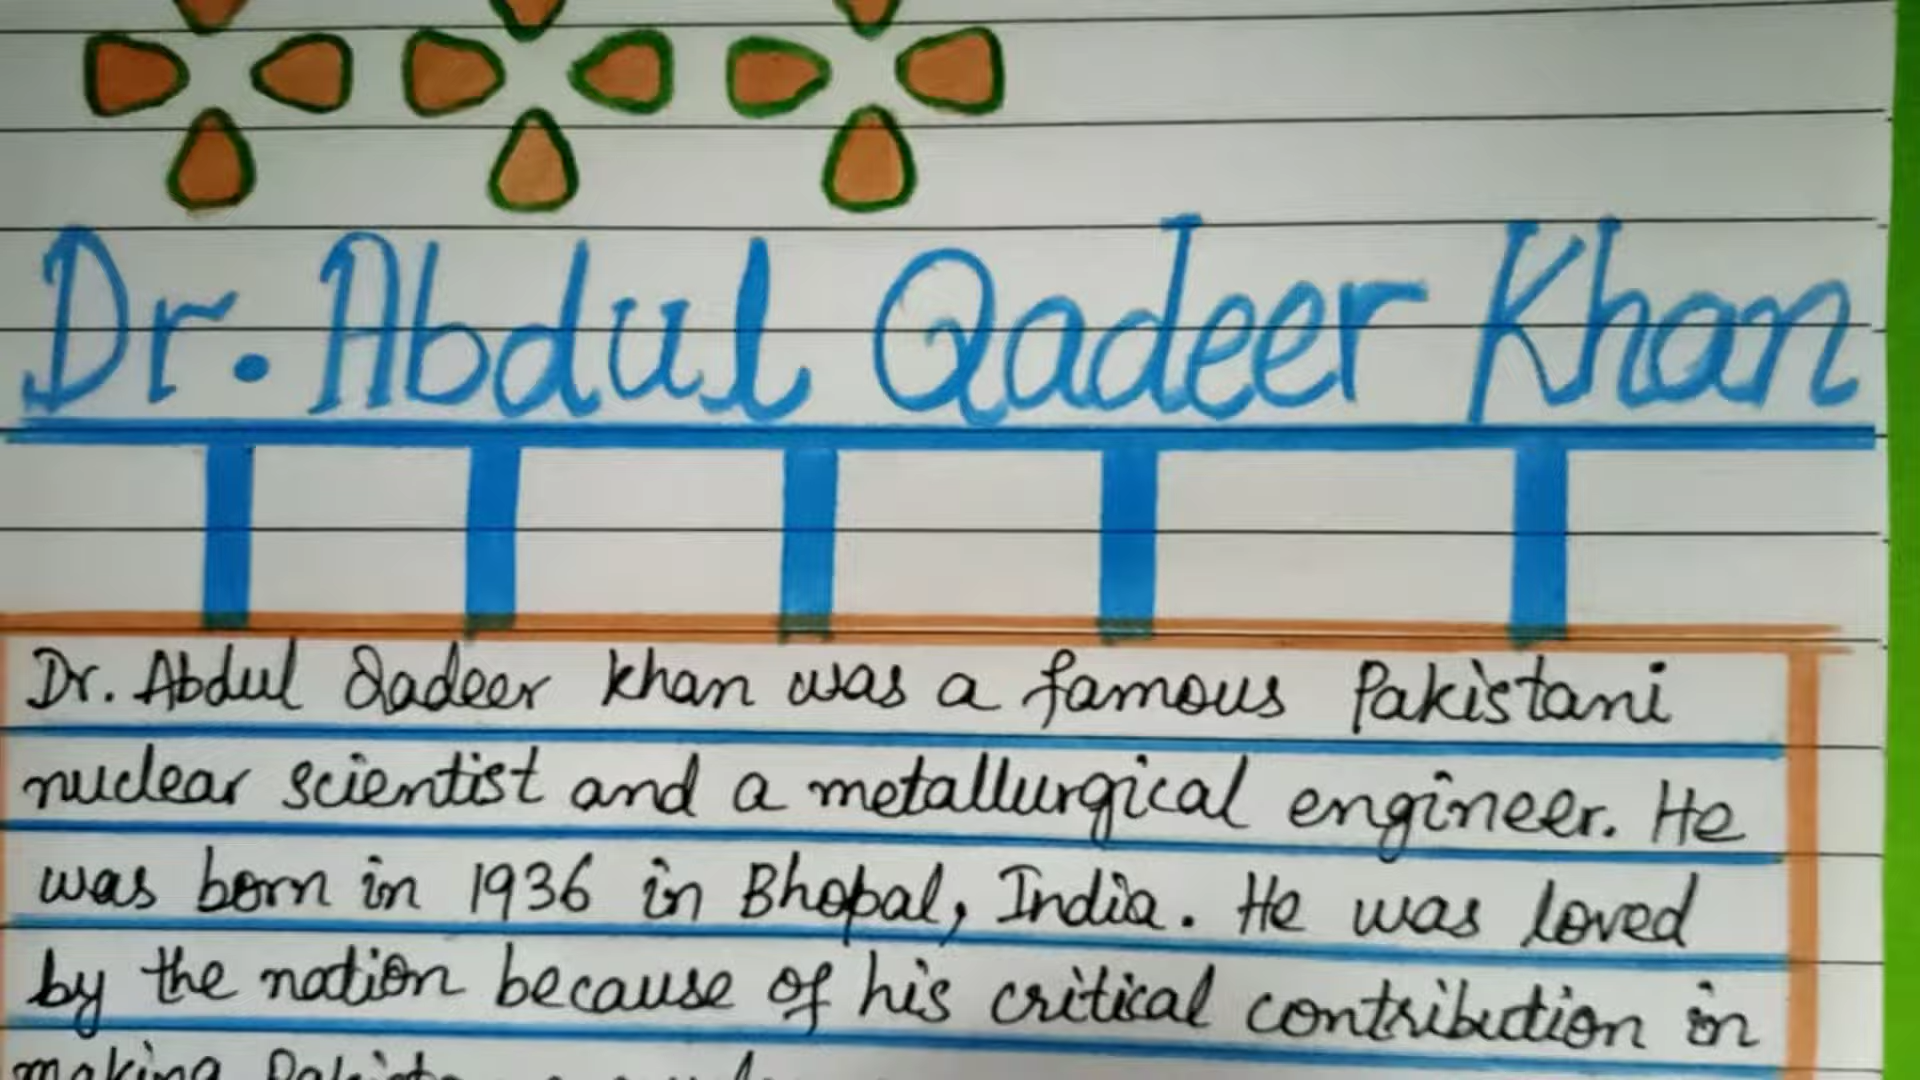 Dr. Abdul Qadeer Khan
Dr. Abdul Qadeer khan was a famous Pakistani
nuclear scientist and a metallurgical engineer. He
was born in 1936 in Bhopal, India. He was loved
by the nation because of his critical contribution in
making